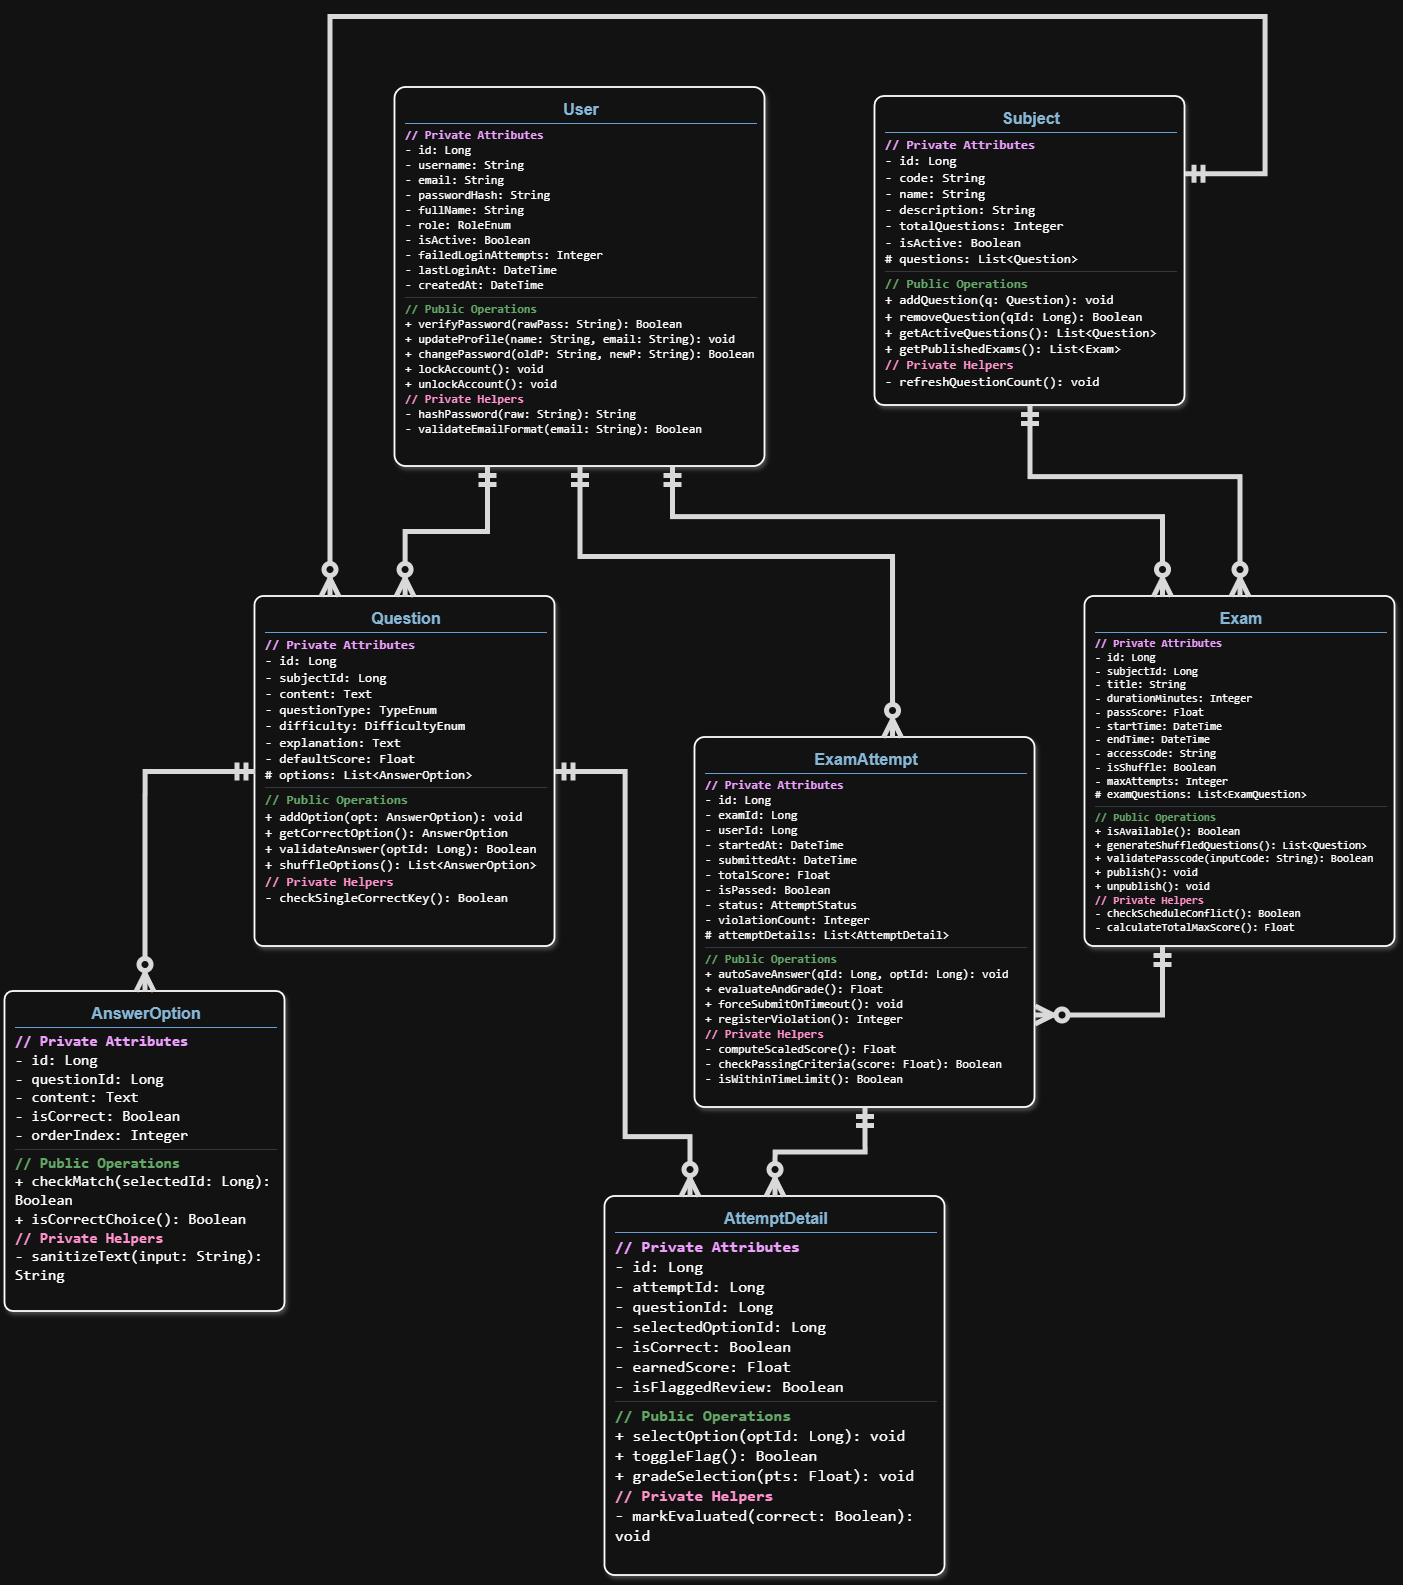 User
// Private Attributes
- id: Long
- username: String
- email: String
- passwordHash: String
- fullName: String
- role: RoleEnum
- isActive: Boolean
- failedLoginAttempts: Integer
- lastLoginAt: DateTime
- createdAt: DateTime
// Public Operations
+ verifyPassword(rawPass: String): Boolean
+ updateProfile(name: String, email: String): void
+ changePassword(oldP: String, newP: String): Boolean
+ lockAccount(): void
+ unlockAccount(): void
// Private Helpers
- hashPassword(raw: String): String
- validateEmailFormat(email: String): Boolean
Subject
// Private Attributes
- id: Long
- code: String
- name: String
- description: String
- totalQuestions: Integer
- isActive: Boolean
# questions: List<Question>
// Public Operations
+ addQuestion(q: Question): void
+ removeQuestion(qId: Long): Boolean
+ getActiveQuestions(): List<Question>
+ getPublishedExams(): List<Exam>
// Private Helpers
- refreshQuestionCount(): void
Question
// Private Attributes
- id: Long
- subjectId: Long
- content: Text
- questionType: TypeEnum
- difficulty: DifficultyEnum
- explanation: Text
- defaultScore: Float
# options: List<AnswerOption>
// Public Operations
+ addOption(opt: AnswerOption): void
+ getCorrectOption(): AnswerOption
+ validateAnswer(optId: Long): Boolean
+ shuffleOptions(): List<AnswerOption>
// Private Helpers
- checkSingleCorrectKey(): Boolean
Exam
// Private Attributes
- id: Long
- subjectId: Long
- title: String
- durationMinutes: Integer
- passScore: Float
- startTime: DateTime
- endTime: DateTime
- accessCode: String
- isShuffle: Boolean
- maxAttempts: Integer
# examQuestions: List<ExamQuestion>
// Public Operations
+ isAvailable(): Boolean
+ generateShuffledQuestions(): List<Question>
+ validatePasscode(inputCode: String): Boolean
+ publish(): void
+ unpublish(): void
// Private Helpers
- checkScheduleConflict(): Boolean
- calculateTotalMaxScore(): Float
ExamAttempt
// Private Attributes
- id: Long
- examId: Long
- userId: Long
- startedAt: DateTime
- submittedAt: DateTime
- totalScore: Float
- isPassed: Boolean
- status: AttemptStatus
- violationCount: Integer
# attemptDetails: List<AttemptDetail>
// Public Operations
+ autoSaveAnswer(qId: Long, optId: Long): void
+ evaluateAndGrade(): Float
+ forceSubmitOnTimeout(): void
+ registerViolation(): Integer
// Private Helpers
- computeScaledScore(): Float
- checkPassingCriteria(score: Float): Boolean
- isWithinTimeLimit(): Boolean
AnswerOption
// Private Attributes
- id: Long
- questionId: Long
- content: Text
- isCorrect: Boolean
- orderIndex: Integer
// Public Operations
+ checkMatch(selectedId: Long):
Boolean
+ isCorrectChoice(): Boolean
// Private Helpers
- sanitizeText(input: String):
String
AttemptDetail
// Private Attributes
- id: Long
- attemptId: Long
- questionId: Long
- selectedOptionId: Long
- isCorrect: Boolean
- earnedScore: Float
- isFlaggedReview: Boolean
// Public Operations
+ selectOption(optId: Long): void
+ toggleFlag(): Boolean
+ gradeSelection(pts: Float): void
// Private Helpers
- markEvaluated(correct: Boolean):
void